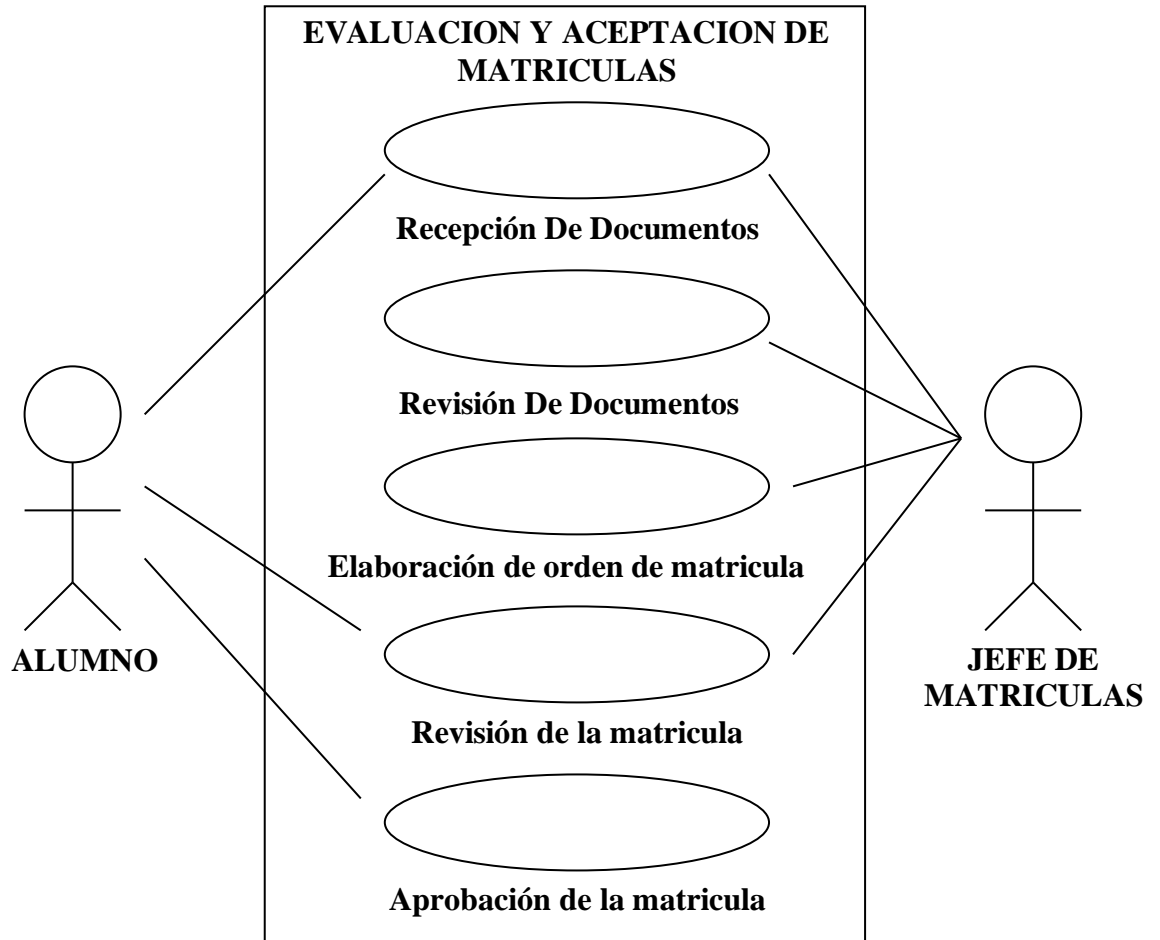 EVALUACION Y ACEPTACION DE
MATRICULAS
Recepción De Documentos
Revisión De Documentos
Elaboración de orden de matricula
ALUMNO
JEFE DE
MATRICULAS
Revisión de la matricula
Aprobación de la matricula